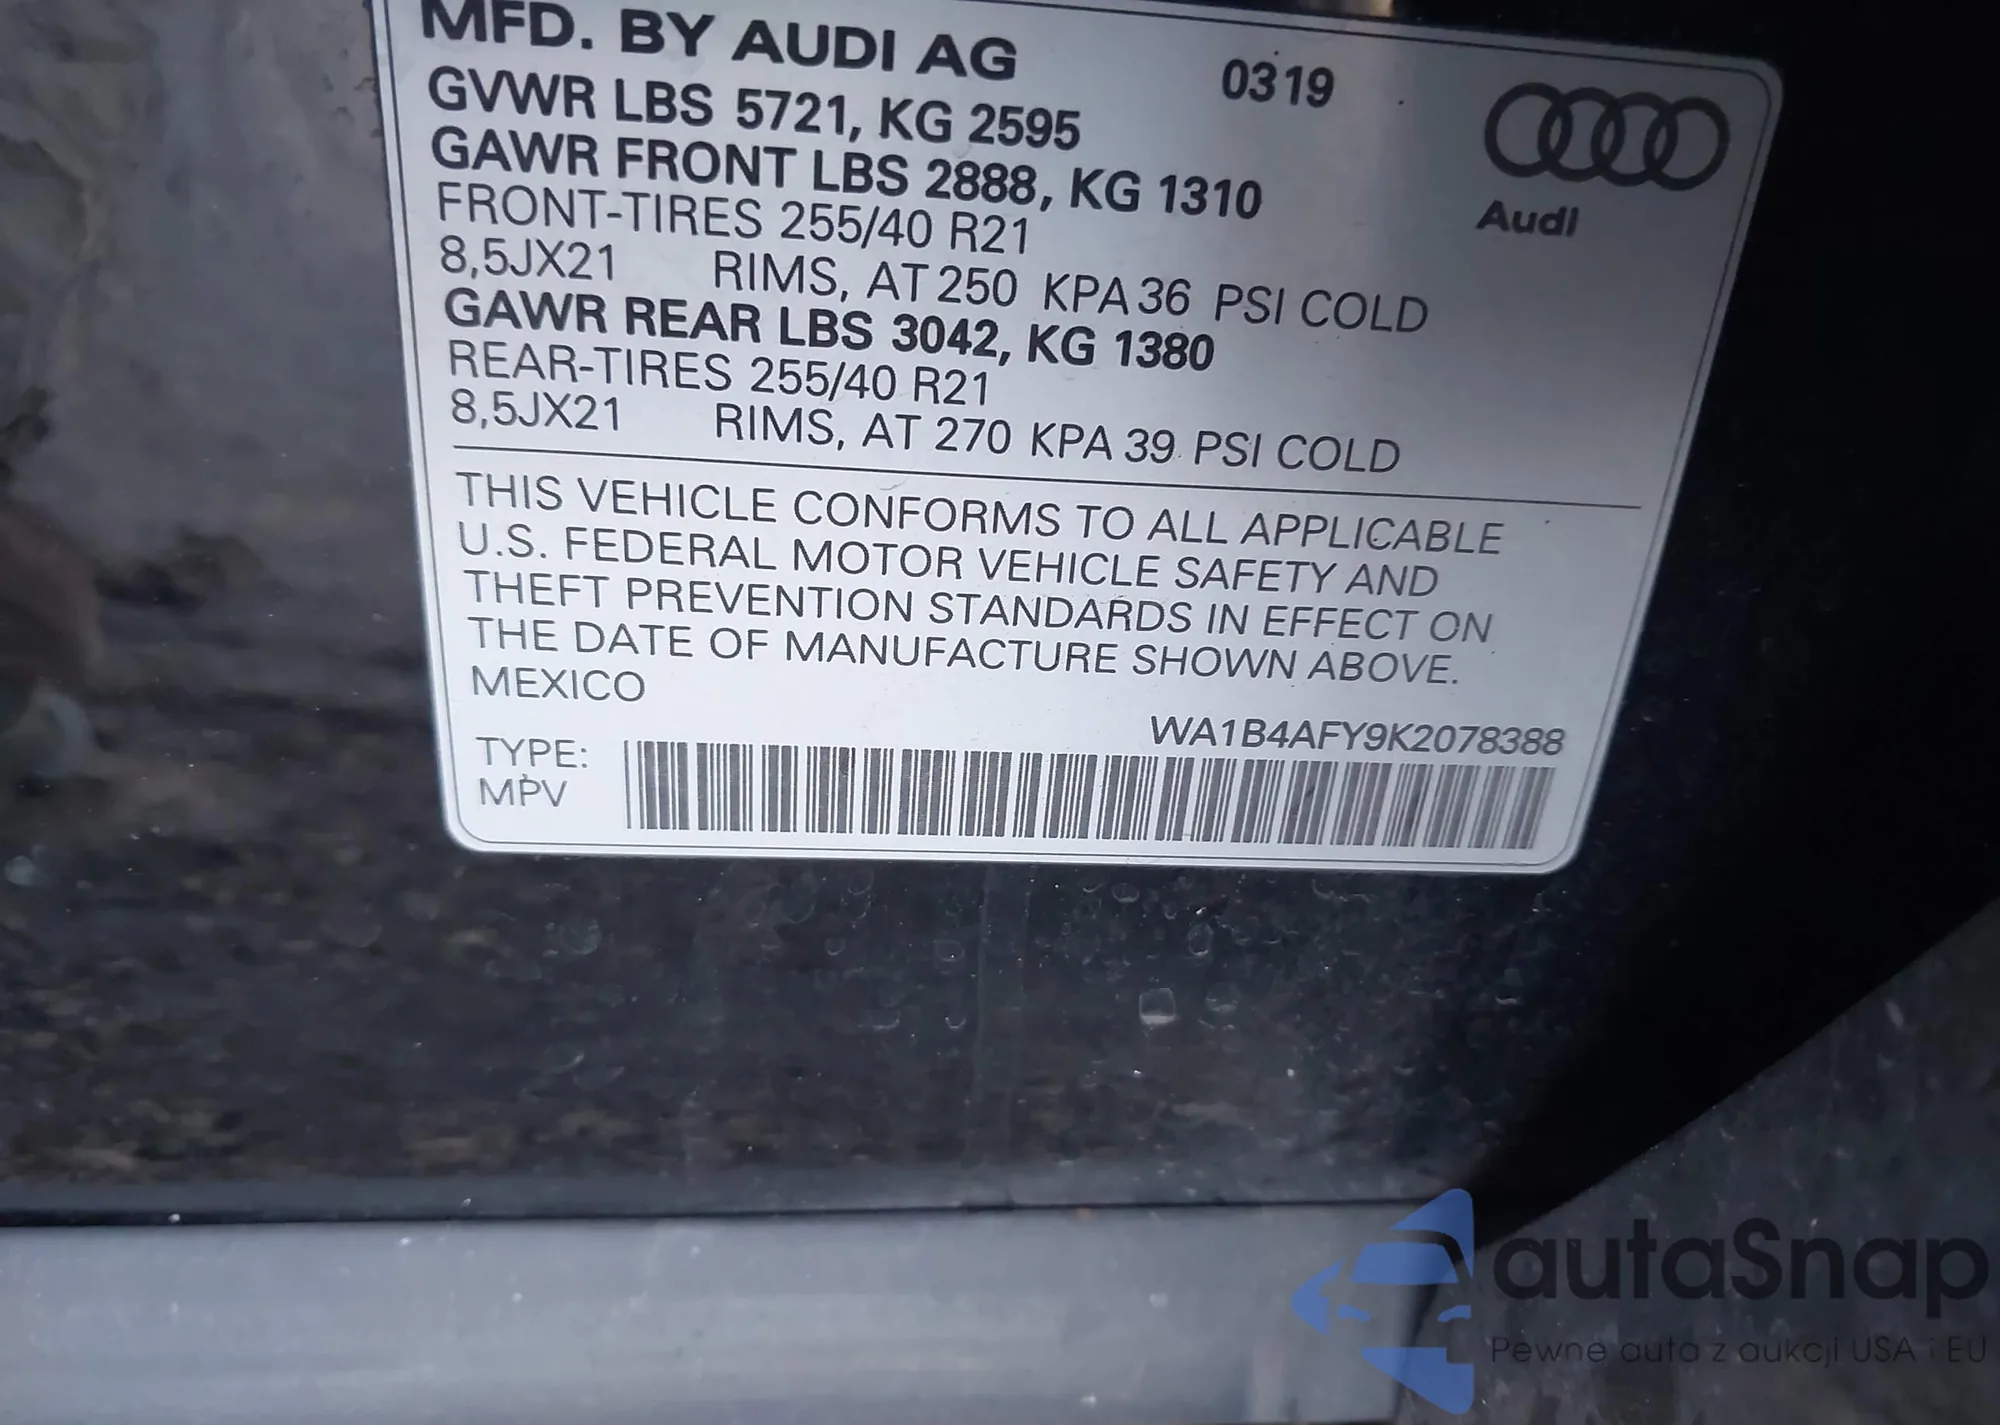 MFD. BY AUDI AG 0319
GVWR LBS 5721, KG 2595
GAWR FRONT LBS 2888, KG 1310
FRONT-TIRES 255/40 R21
8,5JX21 RIMS, AT 250 KPA 36 PSI COLD
GAWR REAR LBS 3042, KG 1380
REAR-TIRES 255/40 R21
8,5JX21 RIMS, AT 270 KPA 39 PSI COLD
Audi
THIS VEHICLE CONFORMS TO ALL APPLICABLE
U.S. FEDERAL MOTOR VEHICLE SAFETY AND
THEFT PREVENTION STANDARDS IN EFFECT ON
THE DATE OF MANUFACTURE SHOWN ABOVE.
MEXICO
WA1B4AFY9K2078388
TYPE:
MPV
autaSnap
Pewne auta z aukcji USA i EU